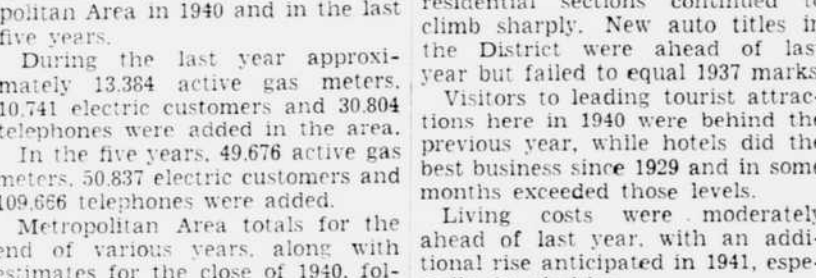 politan Area in 1940 and in the last
five years.
During the last year approxi-
mately 13.384 active gas meters,
10.741 electric customers and 30.804
telephones were added in the area.
In the five years, 49.676 active gas
meters, 50.837 electric customers and
109.666 telephones were added.
Metropolitan Area totals for the
end of various years, along with
estimates for the close of 1940, fol-
residential sections continued
climb sharply. New auto titles in
the District were ahead of las
year but failed to equal 1937 marks
Visitors to leading tourist attrac-
tions here in 1940 were behind the
previous year, while hotels did the
best business since 1929 and in some
months exceeded those levels.
Living costs were moderately
ahead of last year, with an addi-
tional rise anticipated in 1941, espe-